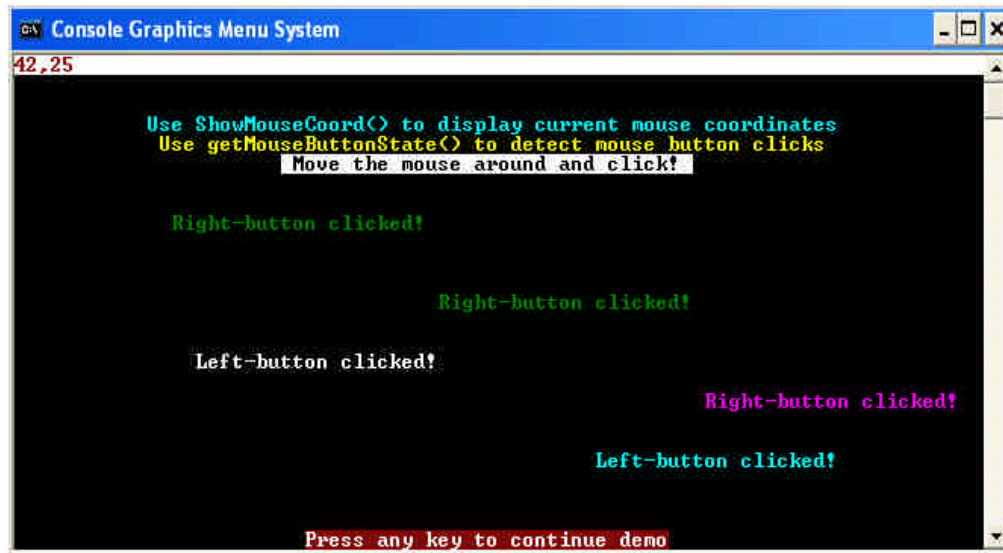 Console Graphics Menu System
42,25
Use ShowMouseCoord() to display current mouse coordinates
Use getMouseButtonState() to detect mouse button clicks
Move the mouse around and click!
Right-button clicked!
Right-button clicked!
Left-button clicked!
Right-button clicked!
Left-button clicked!
Press any key to continue demo